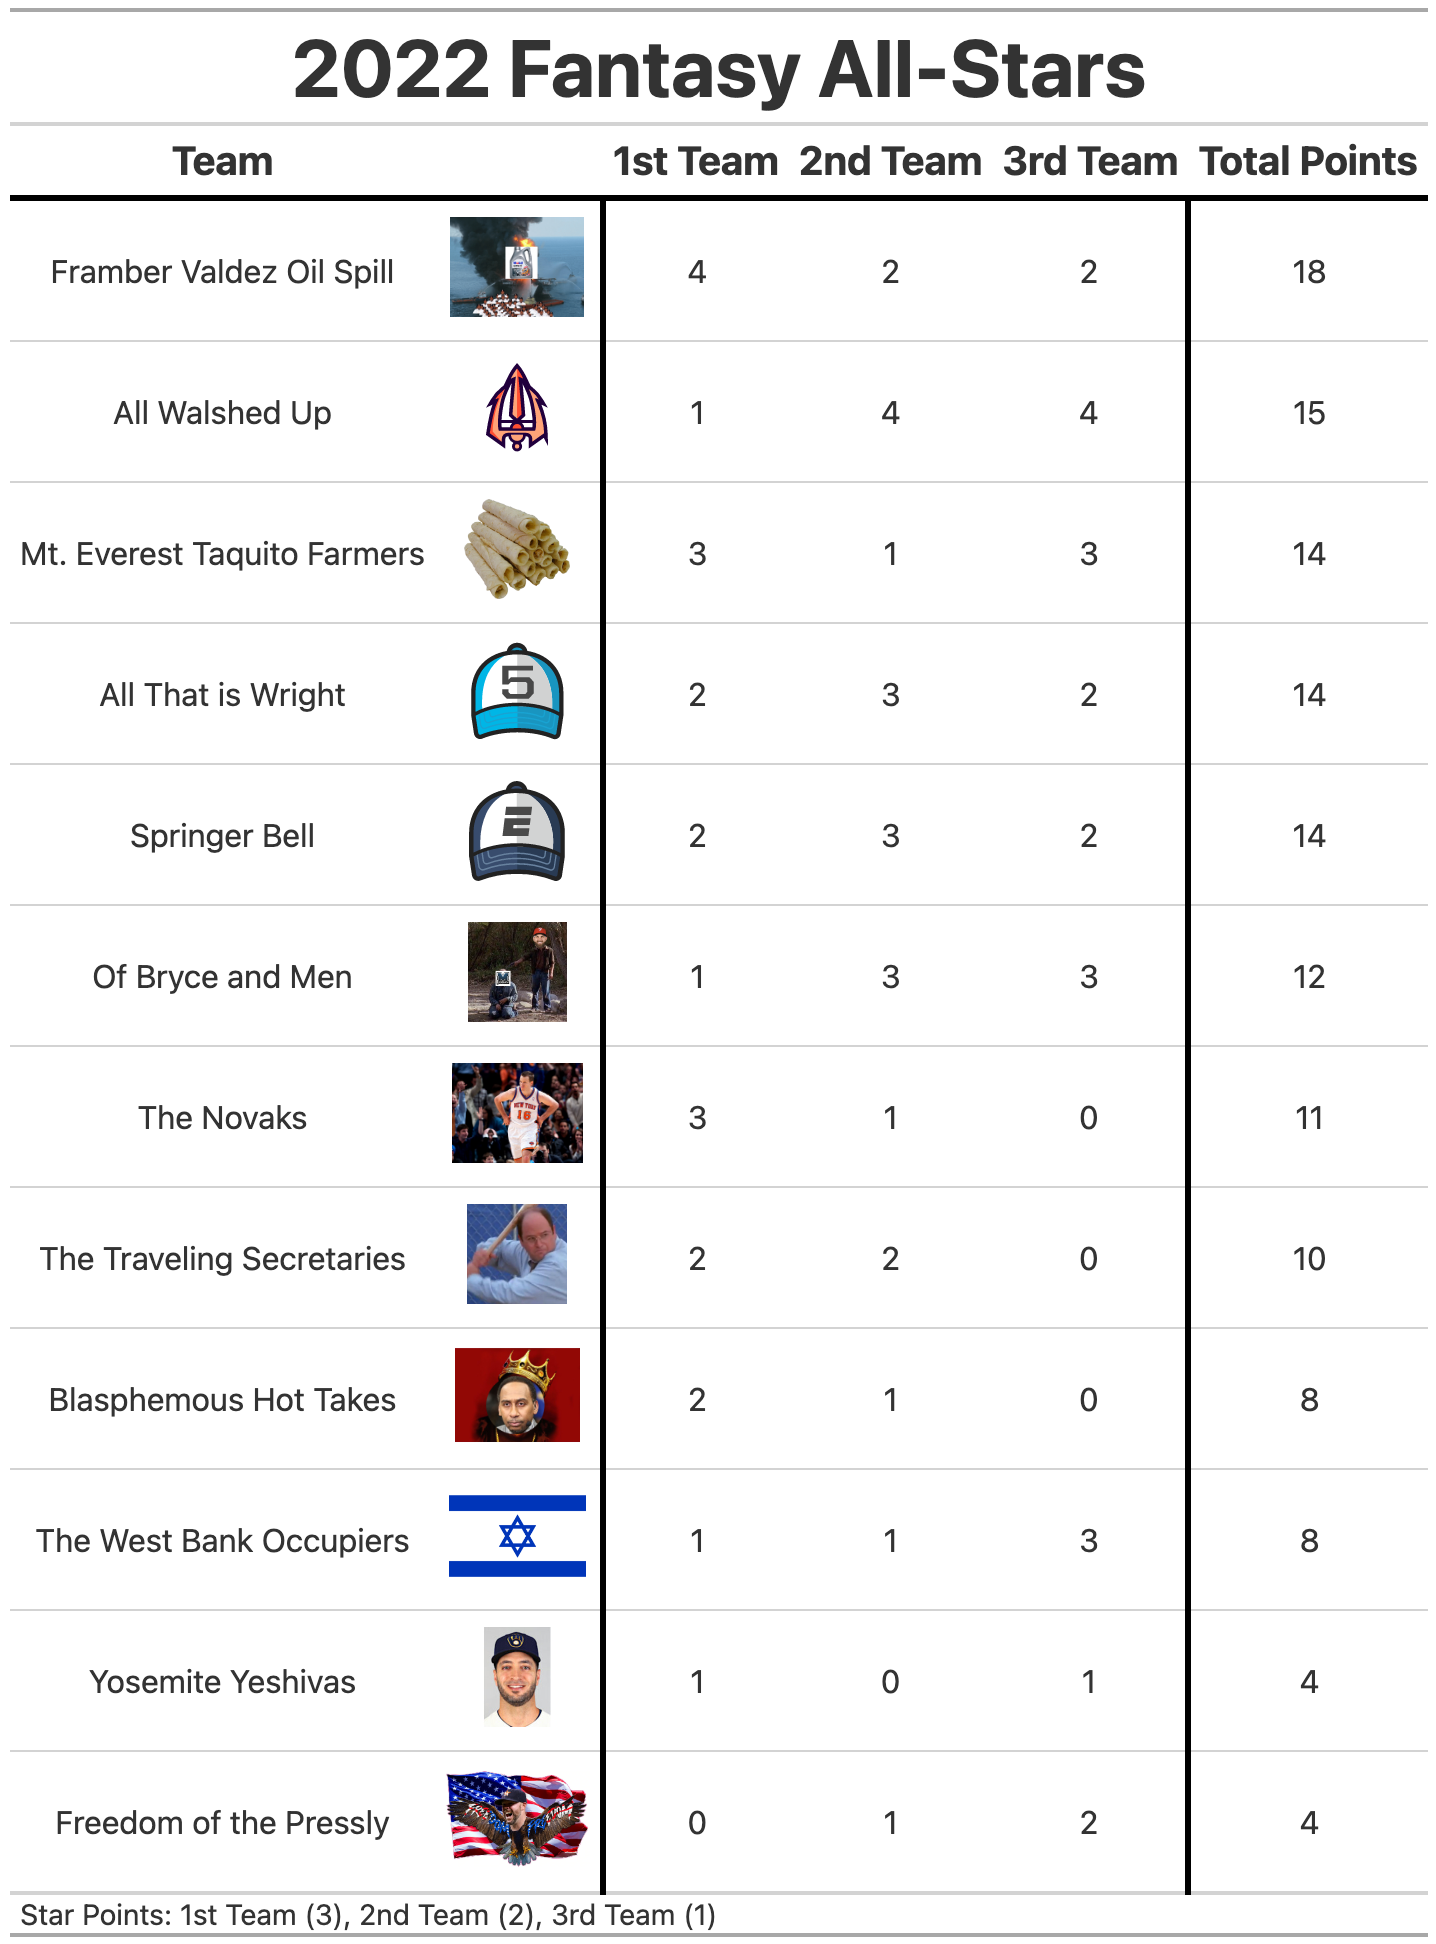 2022 Fantasy All-Stars
Team 1st Team 2nd Team 3rd Team Total Points
Framber Valdez Oil Spill 4 2 2 18
All Walshed Up 1 4 4 15
Mt. Everest Taquito Farmers 3 1 3 14
All That is Wright 5 2 3 2 14
Springer Bell E 2 3 2 14
Of Bryce and Men 1 3 3 12
The Novaks NEW YORK 16 3 1 0 11
The Traveling Secretaries 2 2 0 10
Blasphemous Hot Takes 2 1 0 8
The West Bank Occupiers 1 1 3 8
Yosemite Yeshivas 1 0 1 4
Freedom of the Pressly 0 1 2 4
Star Points: 1st Team (3), 2nd Team (2), 3rd Team (1)